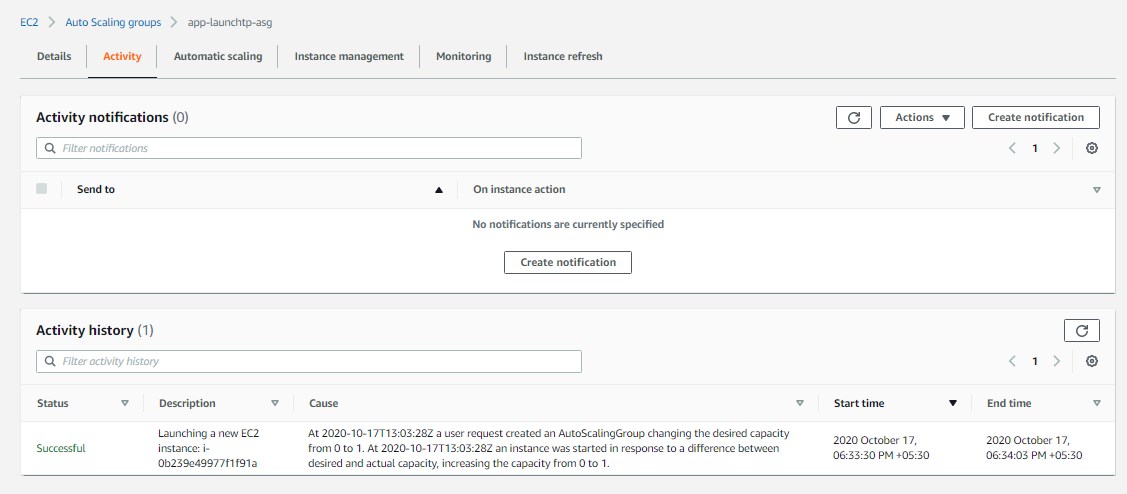 EC2 > Auto Scaling groups > app-launchtp-asg
Details Activity Automatic scaling Instance management Monitoring Instance refresh
Activity notifications (0)
Actions Create notification
Filter notifications
1
Send to On instance action
No notifications are currently specified
Create notification
Activity history (1)
Filter activity history
1
Status Description Cause Start time End time
Successful
Launching a new EC2
instance: i-
0b239e49977f1f91a
At 2020-10-17T13:03:28Z a user request created an AutoScalingGroup changing the desired capacity
from 0 to 1. At 2020-10-17T13:03:28Z an instance was started in response to a difference between
desired and actual capacity, increasing the capacity from 0 to 1.
2020 October 17,
06:33:30 PM +05:30
2020 October 17,
06:34:03 PM +05:30